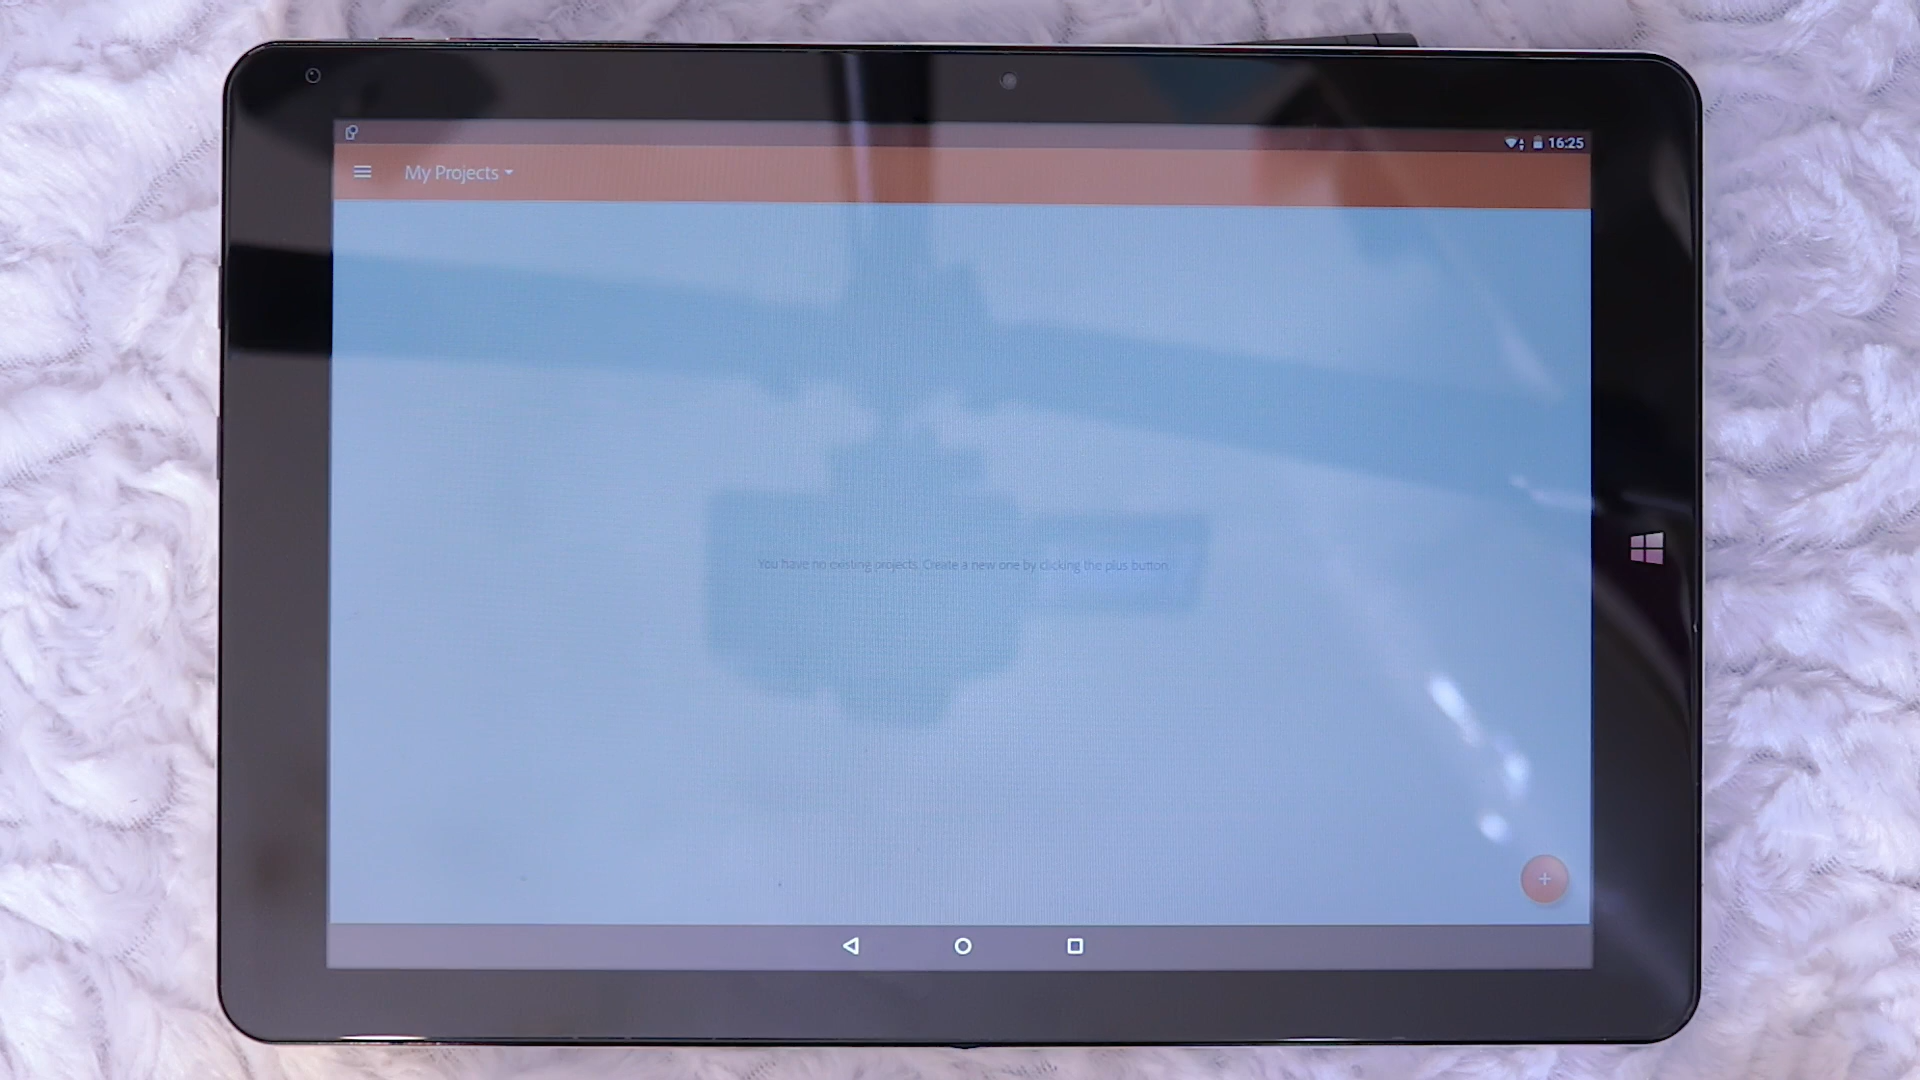 16:25
My Projects
You have no existing projects. Create a new one by clicking the plus button.